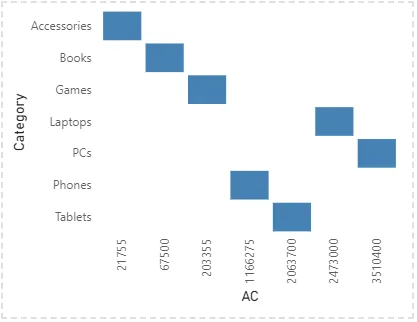 Category
Accessories
Books
Games
Laptops
PCs
Phones
Tablets
21755
67500
203355
1166275
2063700
2473000
3510400
AC